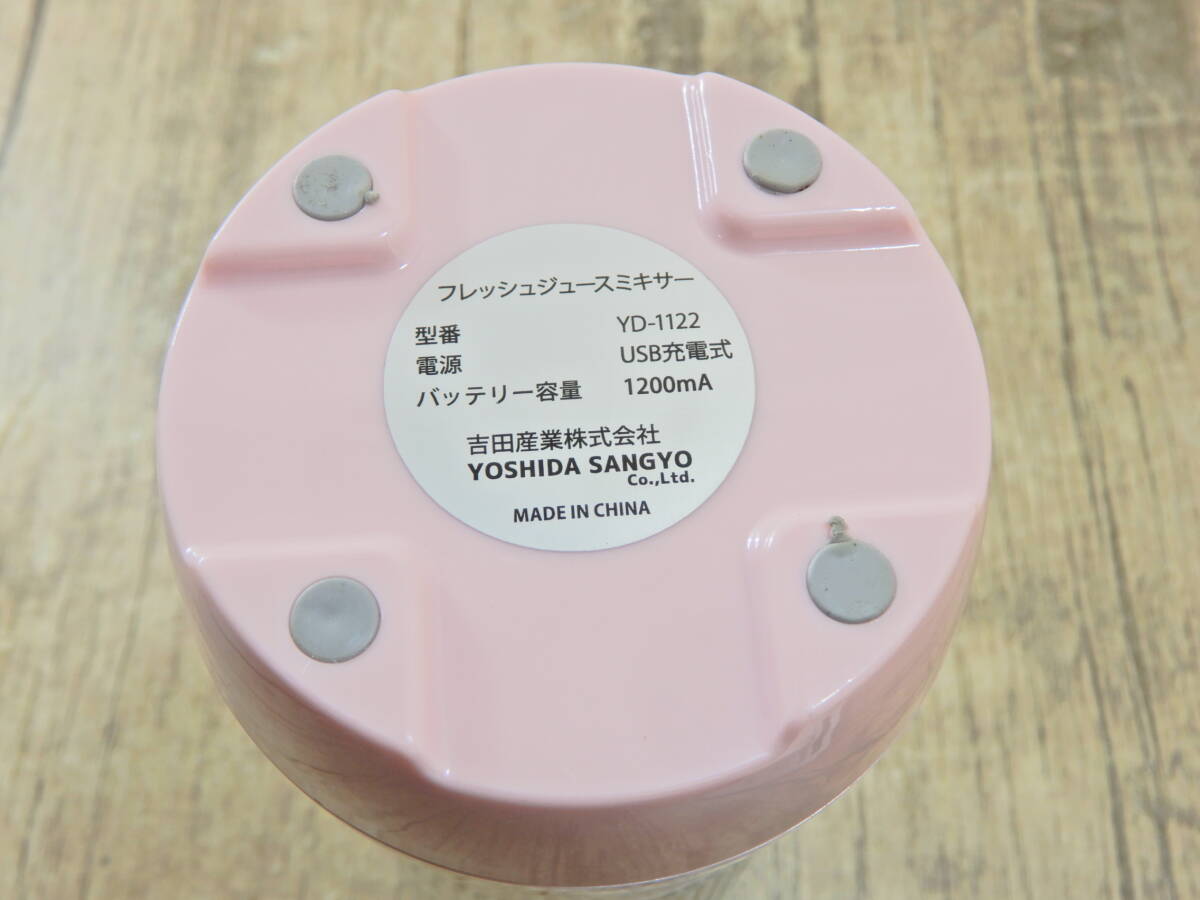 フレッシュジュースミキサー
型番 YD-1122
電源 USB充電式
バッテリー容量 1200mA
吉田産業株式会社
YOSHIDA SANGYO
Co.,Ltd.
MADE IN CHINA